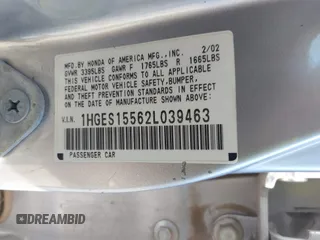 MFD.BY HONDA OF AMERICA MFG.,INC. 2/02
GVWR 3395LBS GAWR F 1765LBS R 1665LBS
THIS VEHICLE CONFORMS TO ALL APPLICABLE
FEDERAL MOTOR VEHICLE SAFETY,BUMPER,
AND THEFT PREVENTION STANDARDS IN EFFECT
ON THE DATE OF MANUFACTURE SHOWN ABOVE.
V.I.N. 1HGES15562L039463
PASSENGER CAR
DREAMBID